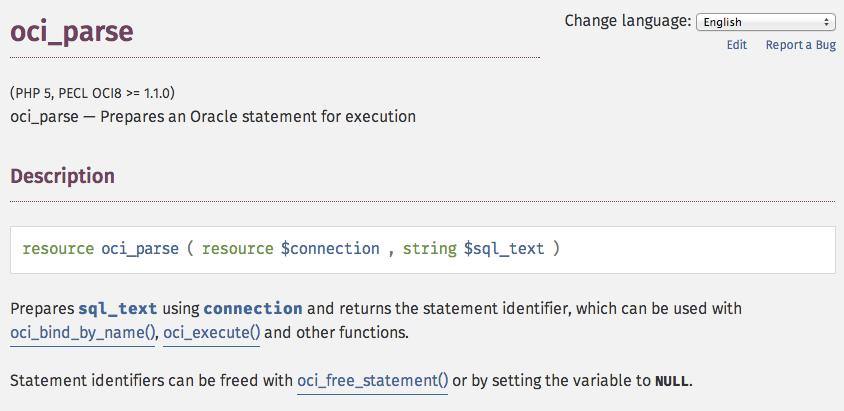 oci_parse
Change language: English
Edit Report a Bug
(PHP 5, PECL OCI8 >= 1.1.0)
oci_parse — Prepares an Oracle statement for execution
Description
resource oci_parse ( resource $connection , string $sql_text )
Prepares sql_text using connection and returns the statement identifier, which can be used with
oci_bind_by_name(), oci_execute() and other functions.
Statement identifiers can be freed with oci_free_statement() or by setting the variable to NULL.